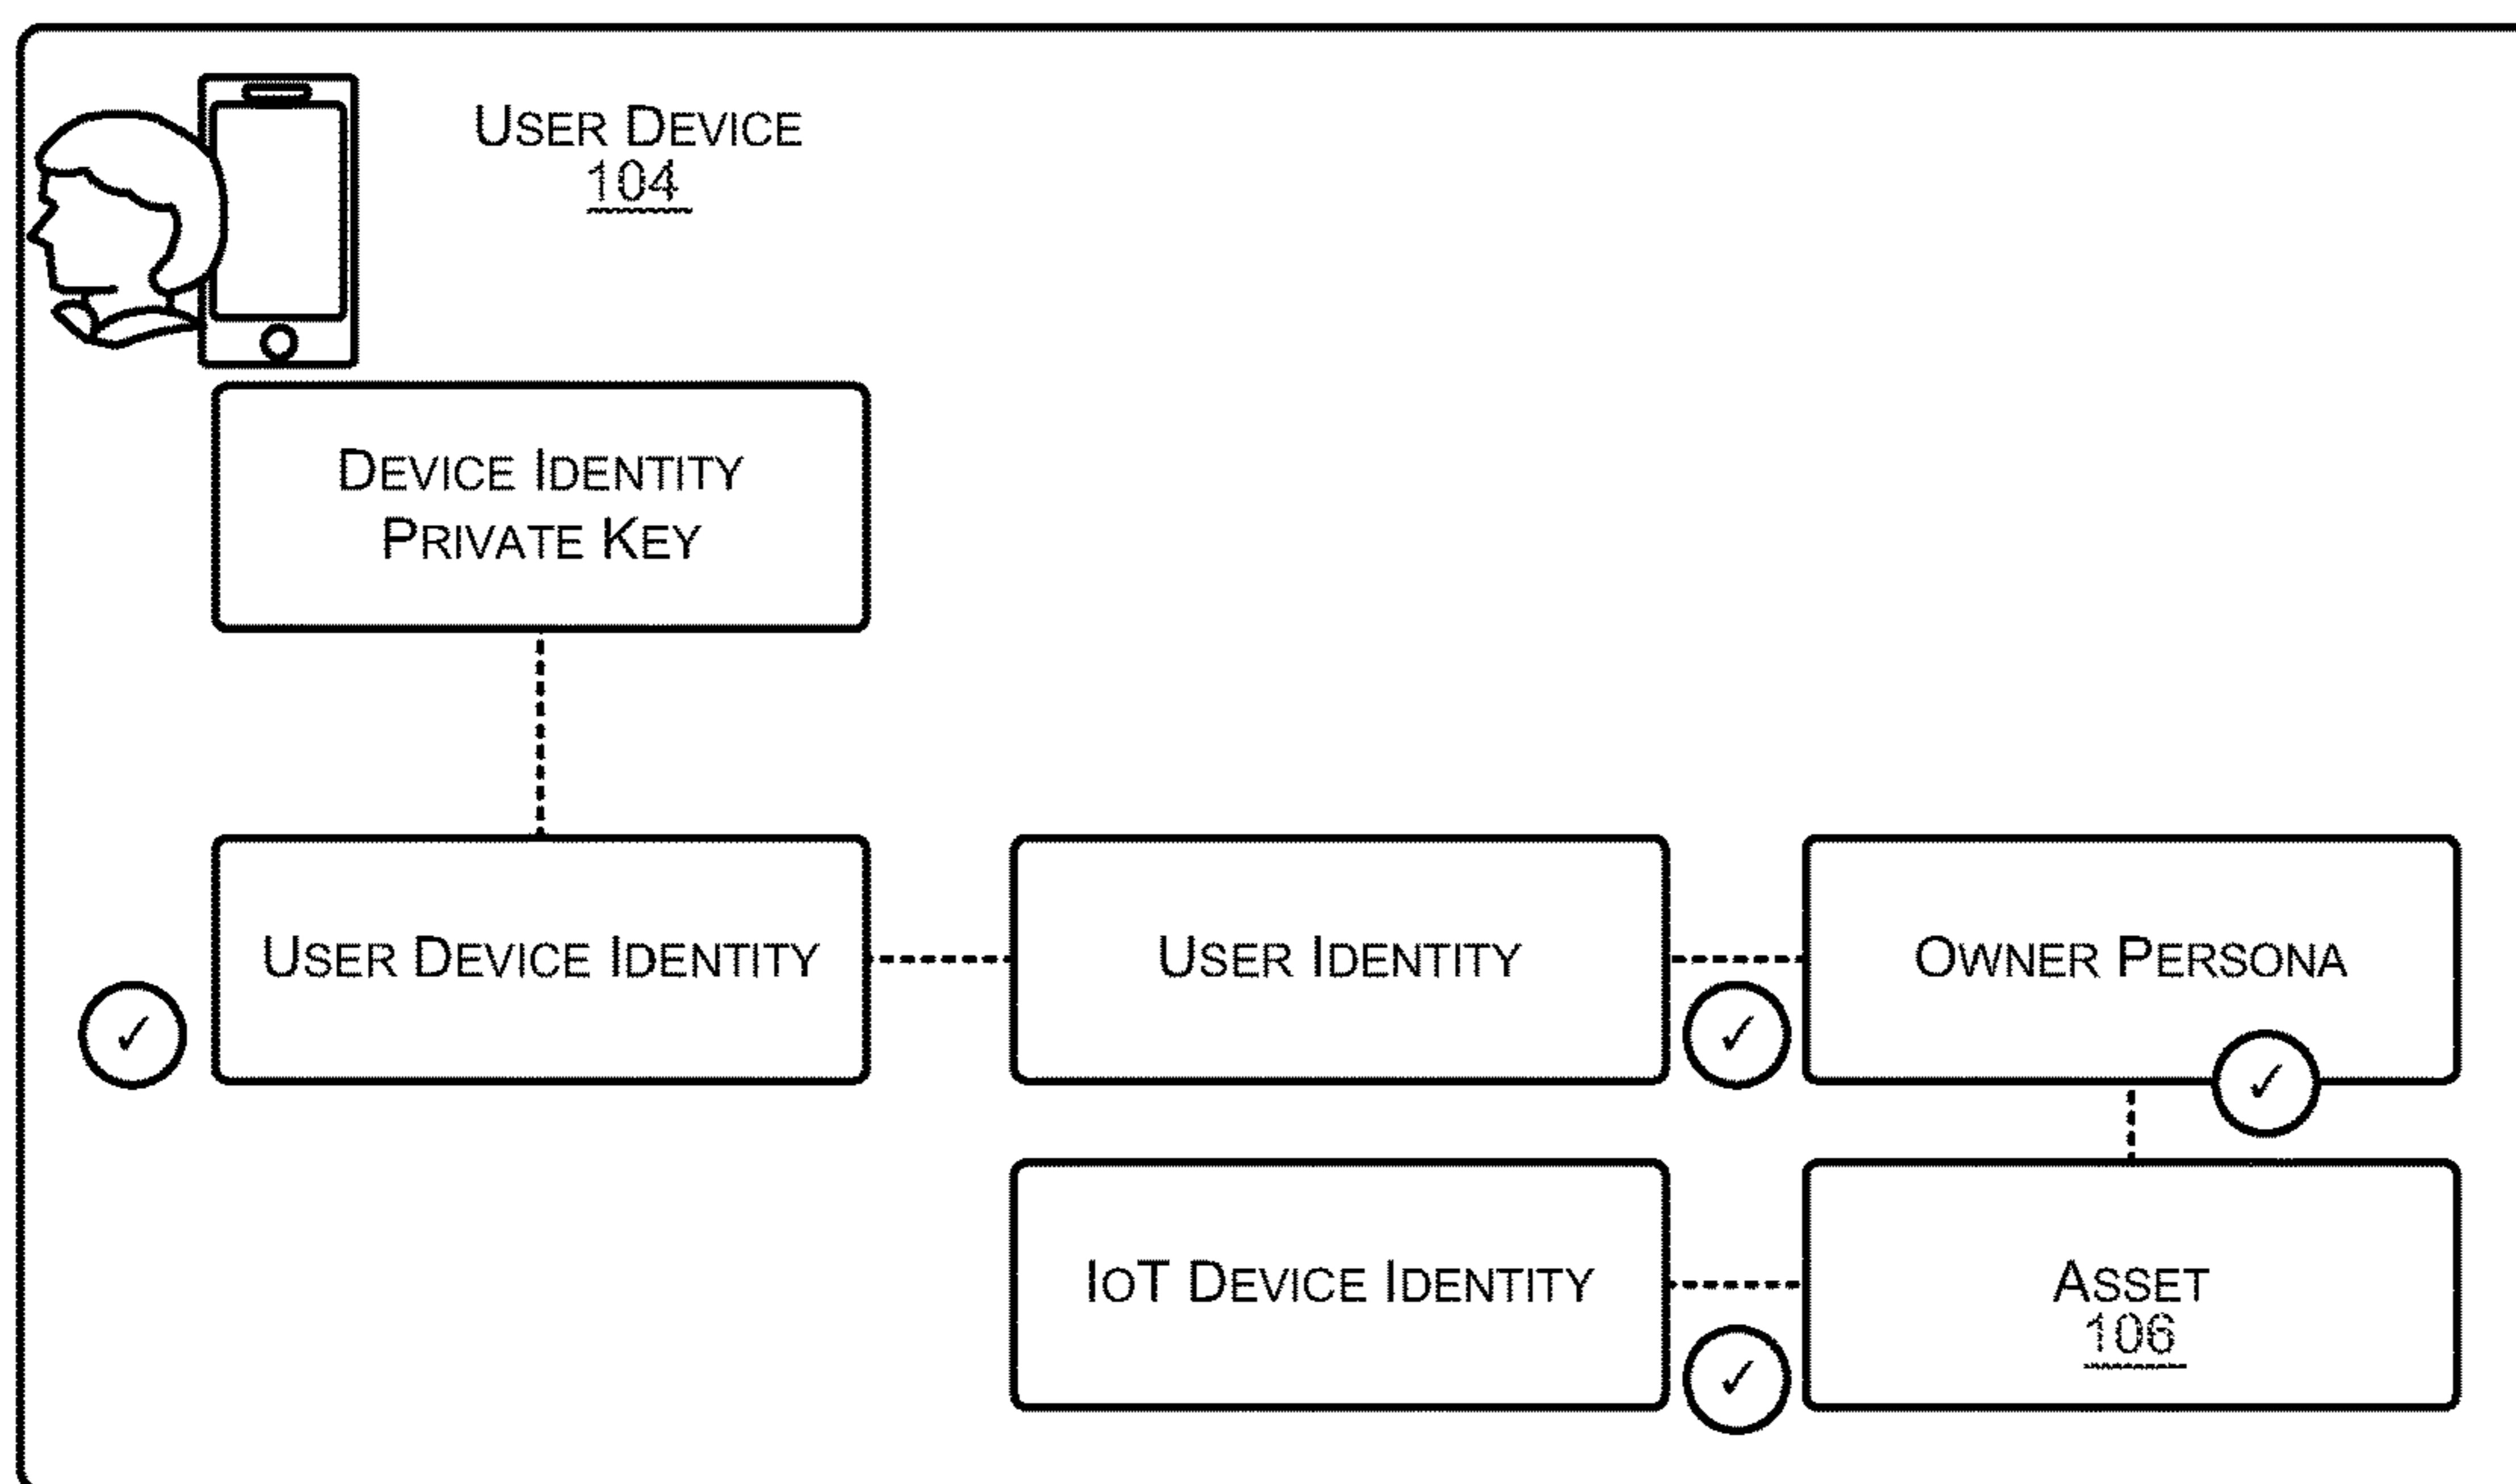 USER DEVICE
104
DEVICE IDENTITY
PRIVATE KEY
USER DEVICE IDENTITY
USER IDENTITY
OWNER PERSONA
✓
✓
✓
IOT DEVICE IDENTITY
ASSET
106
✓